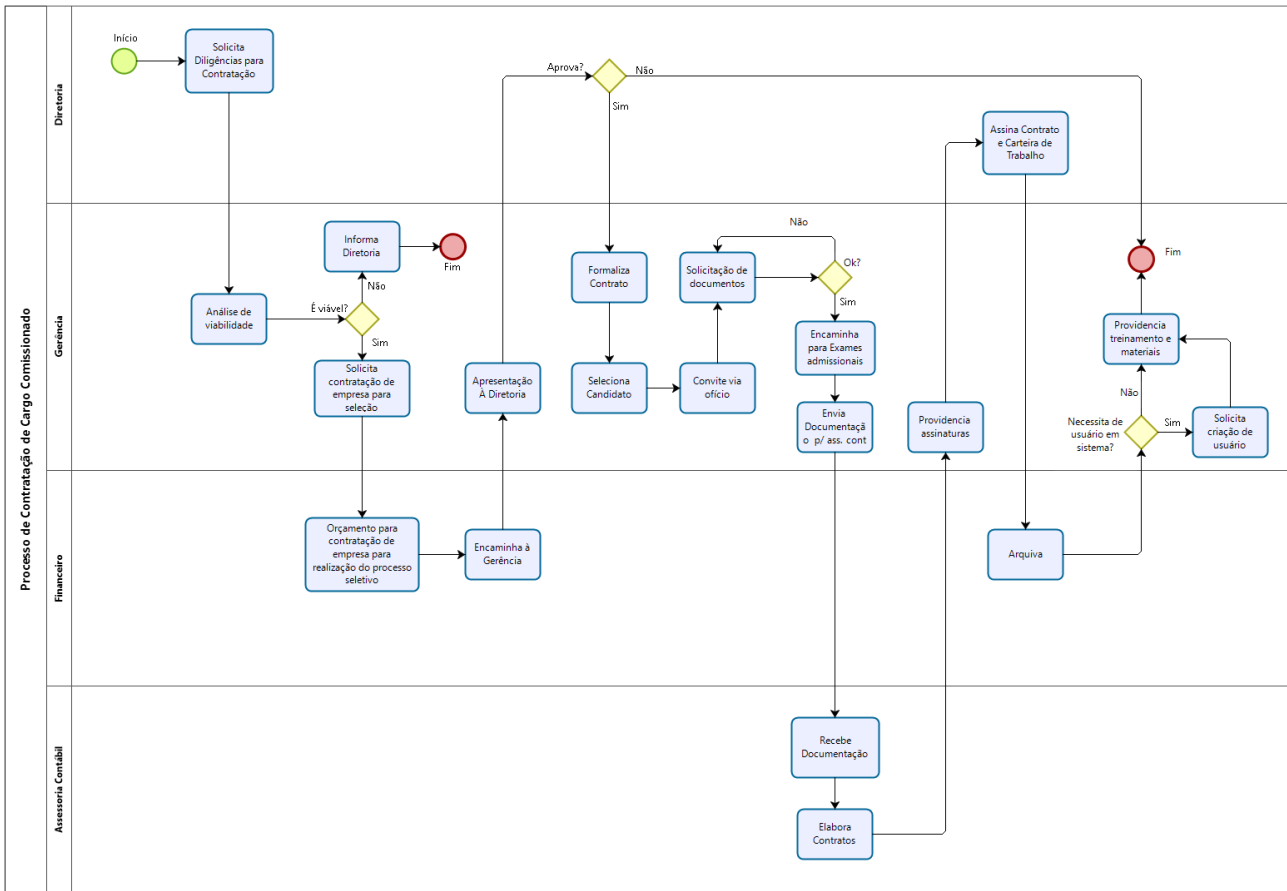 Processo de Contratação de Cargo Comissionado
Diretoria
Início
Solicita
Diligências para
Contratação
Aprova?
Não
Sim
Assina Contrato
e Carteira de
Trabalho
Gerência
Informa
Diretoria
Fim
Não
Análise de
viabilidade
É viável?
Sim
Solicita
contratação de
empresa para
seleção
Apresentação
À Diretoria
Formaliza
Contrato
Seleciona
Candidato
Convite via
ofício
Solicitação de
documentos
Não
Ok?
Sim
Encaminha
para Exames
admissionais
Envia
Documentaçã
o p/ ass. cont
Providencia
assinaturas
Fim
Providencia
treinamento e
materiais
Não
Necessita de
usuário em
sistema?
Sim
Solicita
criação de
usuário
Financeiro
Orçamento para
contratação de
empresa para
realização do processo
seletivo
Encaminha à
Gerência
Arquiva
Assessoria Contábil
Recebe
Documentação
Elabora
Contratos